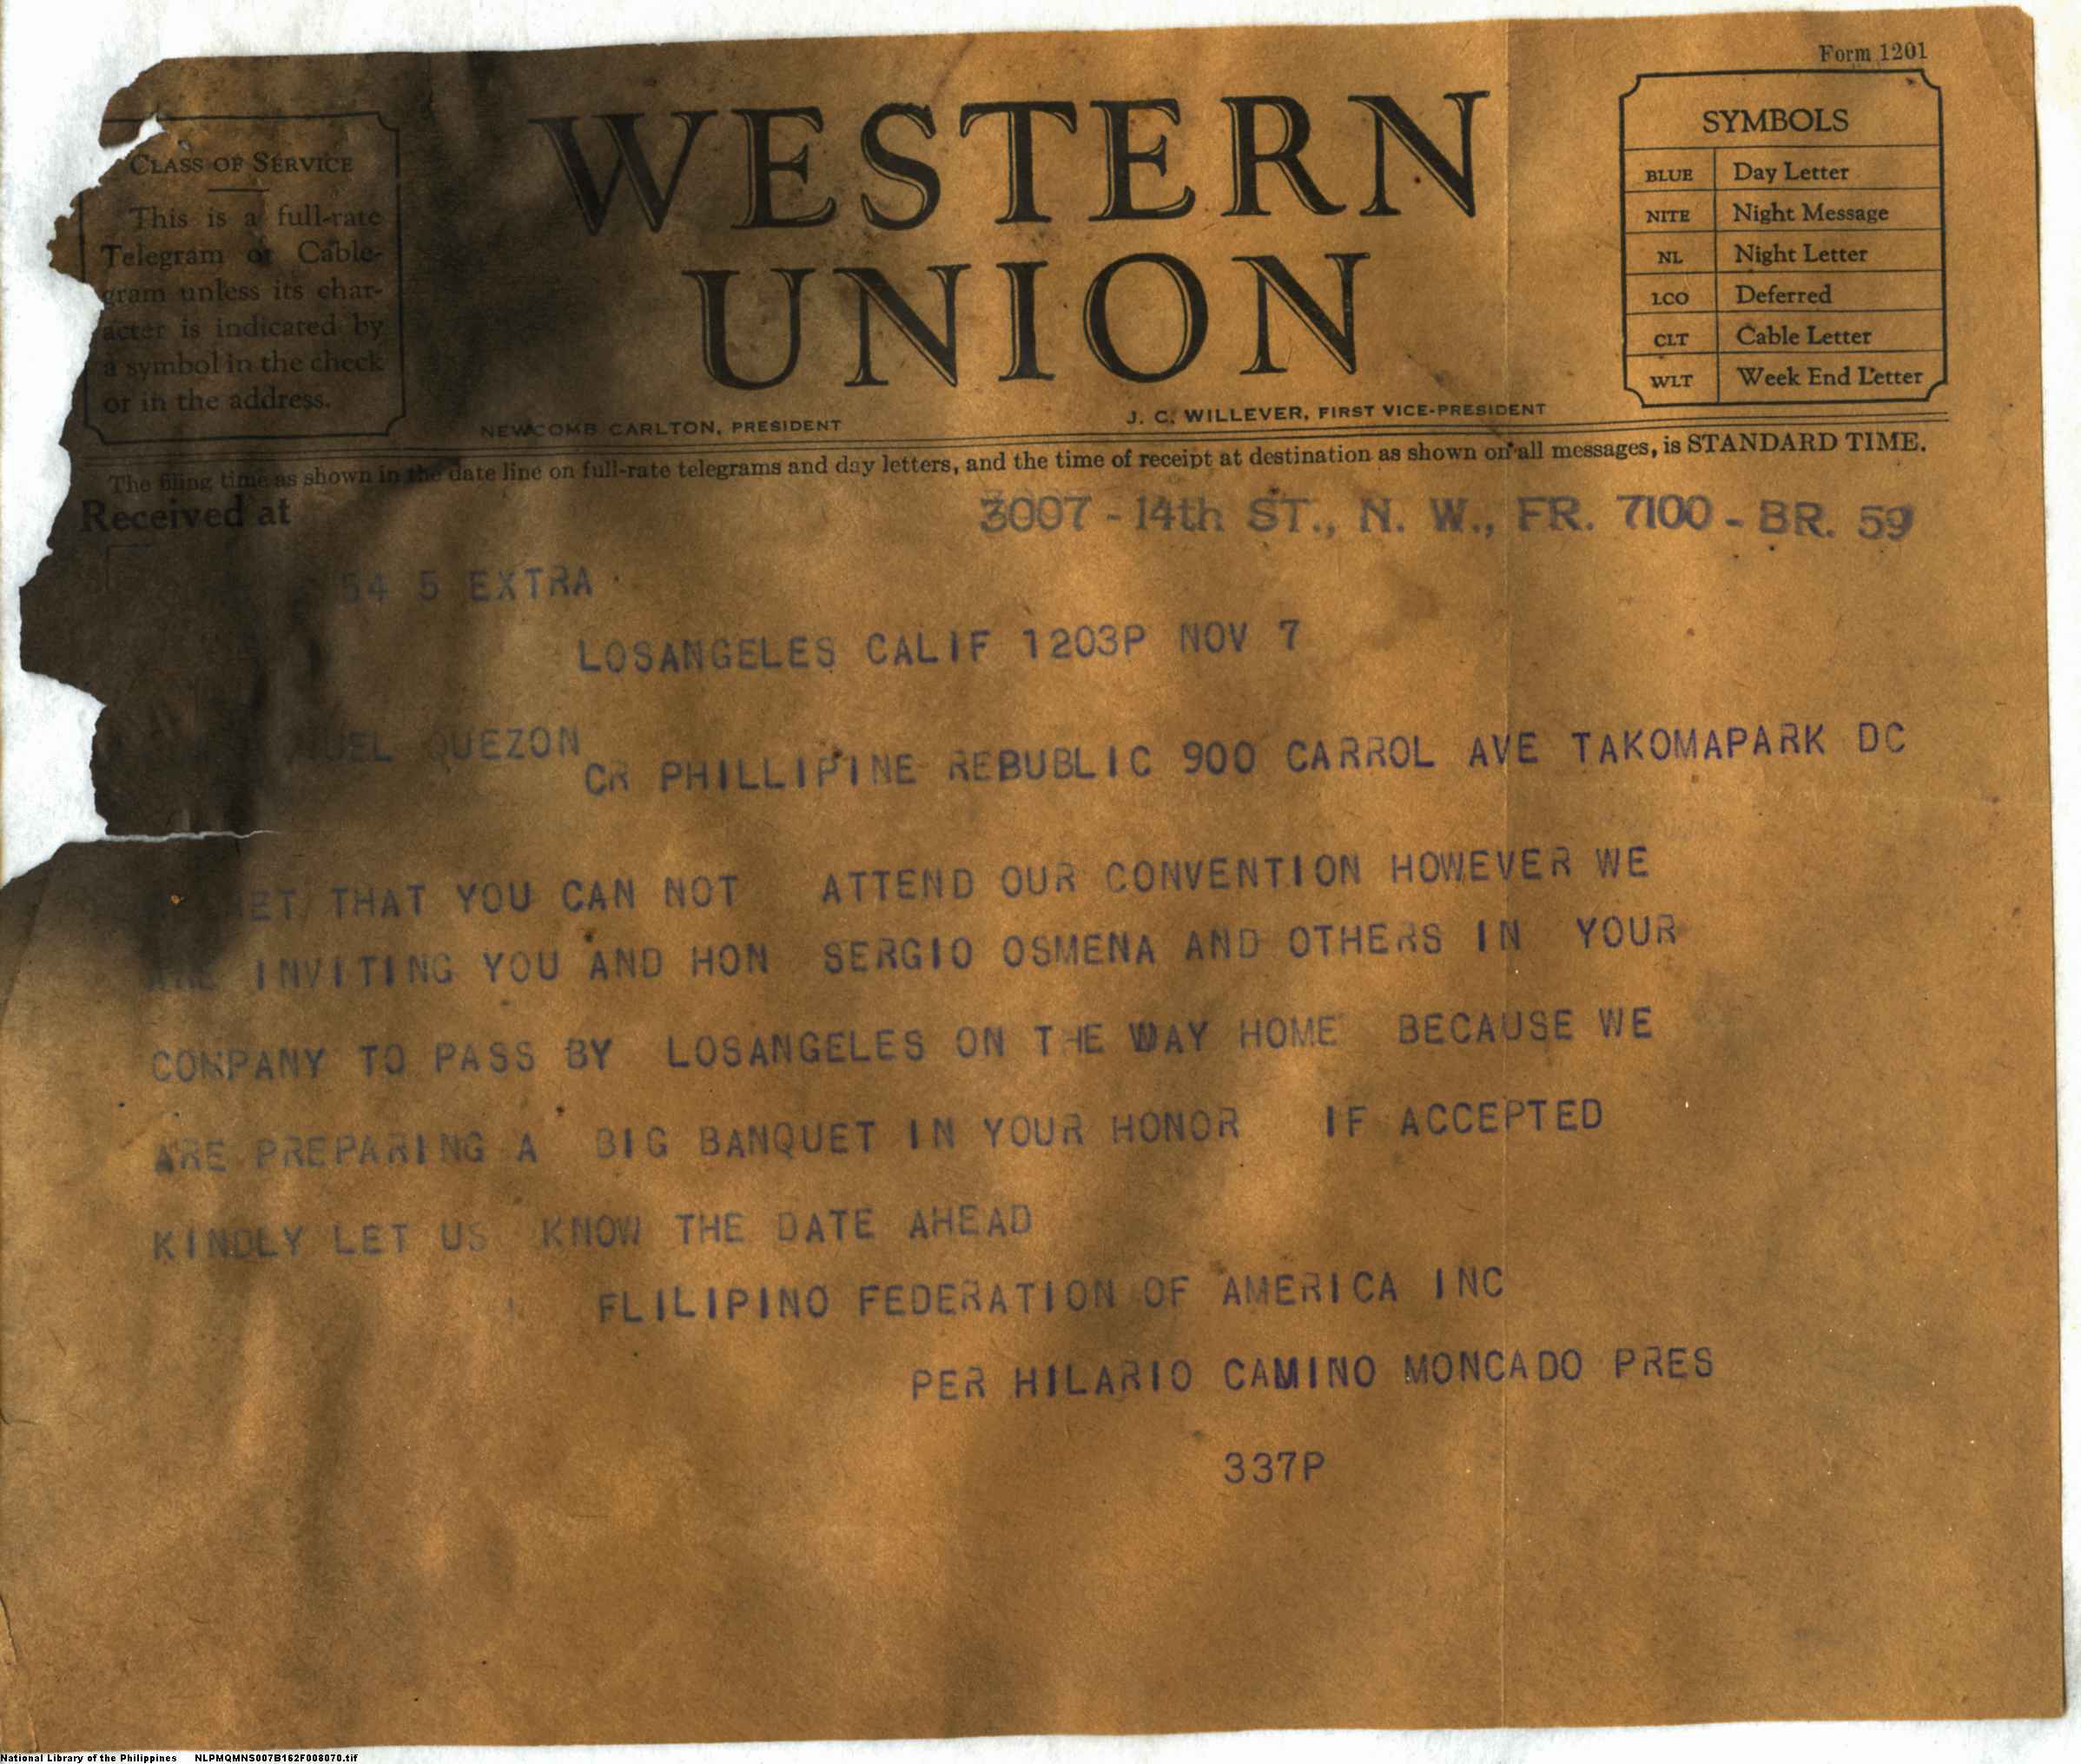 Form 1201
CLASS OF SERVICE
This is a full-rate
Telegram or Cable-
gram unless its char-
acter is indicated by
a symbol in the check
or in the address.
WESTERN
UNION
NEWCOMB CARLTON, PRESIDENT
J. C. WILLEVER, FIRST VICE-PRESIDENT
SYMBOLS
BLUE Day Letter
NITE Night Message
NL Night Letter
LCO Deferred
CLT Cable Letter
WLT Week End Letter
The filing time as shown in the date line on full-rate telegrams and day letters, and the time of receipt at destination as shown on all messages, is STANDARD TIME.
Received at
3007 - 14th ST., N. W., FR. 7100 - BR. 59
54 5 EXTRA
LOSANGELES CALIF 1203P NOV 7
UEL QUEZON
CR PHILLIPINE REBUBLIC 900 CARROL AVE TAKOMAPARK DC
ET THAT YOU CAN NOT ATTEND OUR CONVENTION HOWEVER WE
ARE INVITING YOU AND HON SERGIO OSMENA AND OTHERS IN YOUR
COMPANY TO PASS BY LOSANGELES ON THE WAY HOME BECAUSE WE
ARE PREPARING A BIG BANQUET IN YOUR HONOR IF ACCEPTED
KINDLY LET US KNOW THE DATE AHEAD
FLILIPINO FEDERATION OF AMERICA INC
PER HILARIO CAMINO MONCADO PRES
337P
National Library of the Philippines NLPMQMNS007B162F008070.tif